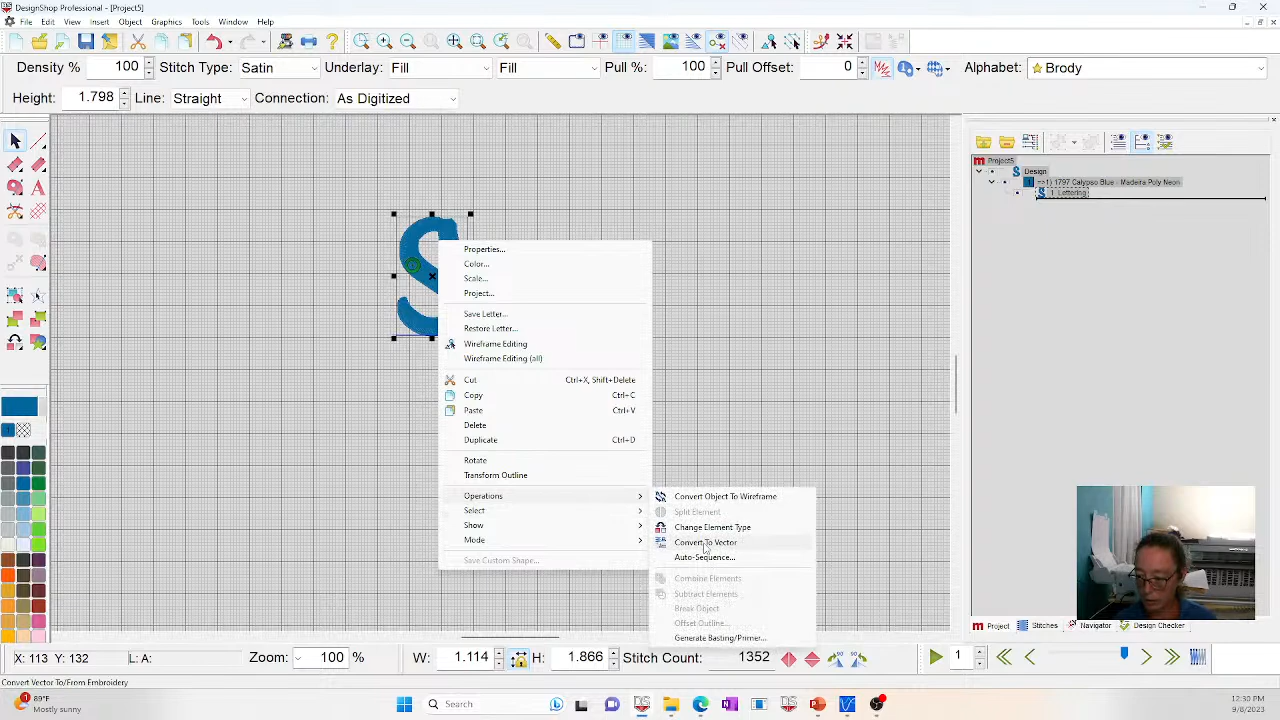 DesignShop Professional - [Project5]
File Edit View Insert Object Graphics Tools Window Help
Density % 100 Stitch Type: Satin Underlay: Fill Fill Pull % 100 Pull Offset: 0 Alphabet: Brody
Height: 1.798 Line: Straight Connection: As Digitized
Project5
Design
1797 Calypso Blue - Madeira Poly Neon
1 Lettering
Properties...
Color...
Scale...
Project...
Save Letter...
Restore Letter...
Wireframe Editing
Wireframe Editing (all)
Cut Ctrl+X, Shift+Delete
Copy Ctrl+C
Paste Ctrl+V
Delete
Duplicate Ctrl+D
Rotate
Transform Outline
Operations
Select
Show
Mode
Save Custom Shape...
Convert Object To Wireframe
Split Element
Change Element Type
Convert To Vector
Auto-Sequence...
Combine Elements
Subtract Elements
Break Object
Offset Outline...
Generate Basting/Primer...
Project Stitches Navigator Design Checker
X: 113 Y: 132 L: A: Zoom: 100 % W: 1.114 H: 1.866 Stitch Count: 1352 1
Convert Vector To/From Embroidery
89°F
Mostly sunny
Search
12:30 PM
9/8/2023